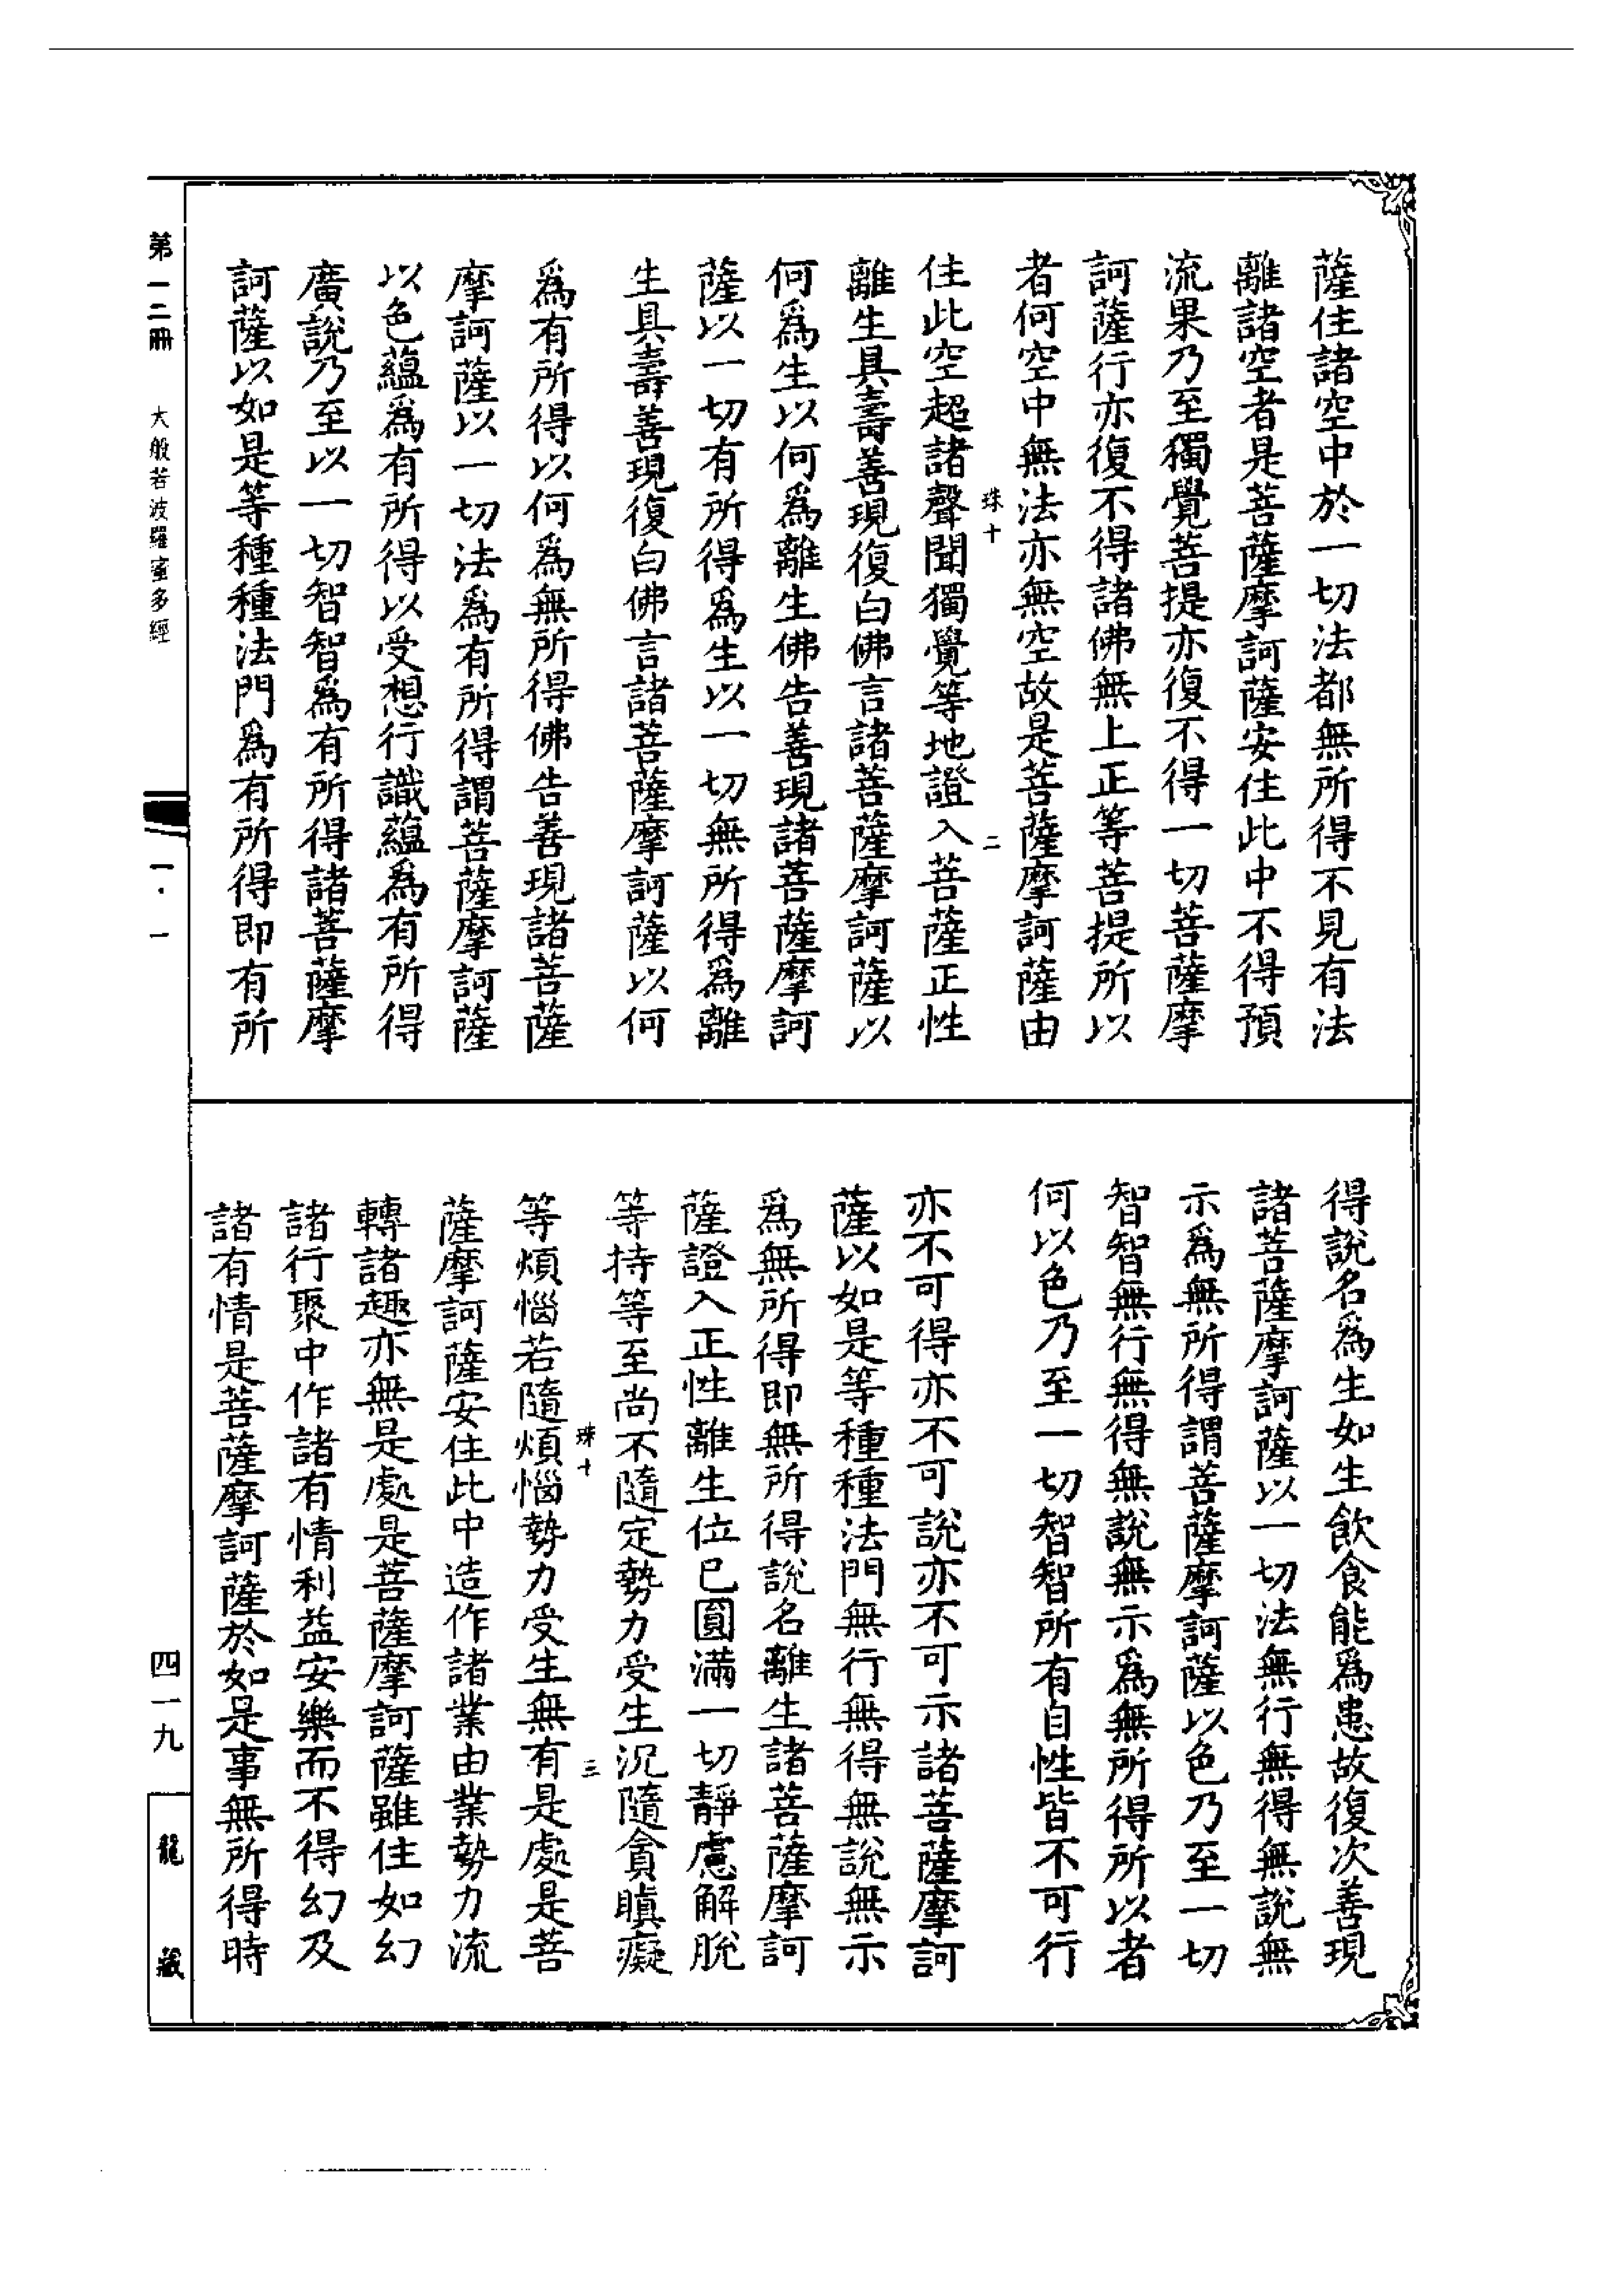 薩住諸空中於一切法都無所得不見有法
離諸空者是菩薩摩訶薩安住此中不得預
流果乃至獨覺菩提亦復不得一切菩薩摩
訶薩行亦復不得諸佛無上正等菩提所以
者何空中無法亦無空故是菩薩摩訶薩由
珠十 二
住此空超諸聲聞獨覺等地證入菩薩正性
離生具壽善現復白佛言諸菩薩摩訶薩以
何爲生以何爲離生佛告善現諸菩薩摩訶
薩以一切有所得爲生以一切無所得爲離
生具壽善現復白佛言諸菩薩摩訶薩以何
爲有所得以何爲無所得佛告善現諸菩薩
摩訶薩以一切法爲有所得謂菩薩摩訶薩
以色蘊爲有所得以受想行識蘊爲有所得
廣說乃至以一切智智爲有所得諸菩薩摩
訶薩以如是等種種法門爲有所得即有所
得說名爲生如生飲食能爲患故復次善現
諸菩薩摩訶薩以一切法無行無得無說無
示爲無所得謂菩薩摩訶薩以色乃至一切
智智無行無得無說無示爲無所得所以者
何以色乃至一切智智所有自性皆不可行
亦不可得亦不可說亦不可示諸菩薩摩訶
薩以如是等種種法門無行無得無說無示
爲無所得即無所得說名離生諸菩薩摩訶
薩證入正性離生位已圓滿一切靜慮解脫
等持等至尚不隨定勢力受生況隨貪瞋癡
珠十 三
等煩惱若隨煩惱勢力受生無有是處是菩
薩摩訶薩安住此中造作諸業由業勢力流
轉諸趣亦無是處是菩薩摩訶薩雖住如幻
諸行聚中作諸有情利益安樂而不得幻及
諸有情是菩薩摩訶薩於如是事無所得時
第一二冊 大般若波羅蜜多經
一·一
四一九
龍藏